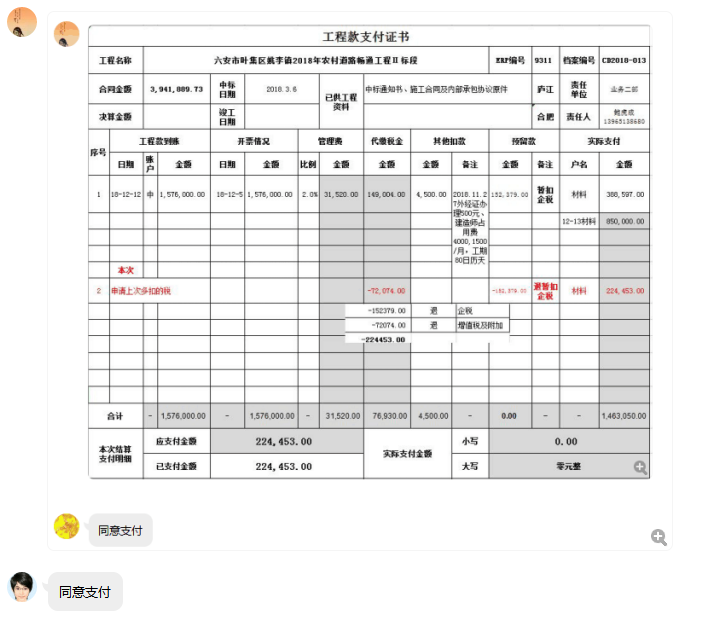 工程款支付证书
工程名称 六安市叶集区姚李镇2018年农村道路畅通工程Ⅱ标段 ERP编号 9311 档案编号 CB2018-013
合同金额 3,941,889.73 中标日期 2018.3.6 已供工程资料 中标通知书、施工合同及内部承包协议原件 庐江 责任单位 业务二部
决算金额 竣工日期 合肥 责任人 13965138680
序号 工程款到账 开票情况 管理费 代缴税金 其他扣款 预留款 实际支付
日期 账户 金额 日期 金额 比例 金额 金额 金额 备注 金额 备注 户名 金额
1 18-12-12 中 1,576,000.00 18-12-5 1,576,000.00 2.0% 31,520.00 149,004.00 4,500.00 2018.11.27外经证办理500元、建造师占用费4000,1500/月。工期80日历天 152,379.00 暂扣企税 材料 388,597.00
12-13材料 850,000.00
本次
2 申请上次多扣的税 -72,074.00 -152,379.00 退暂扣企税 材料 224,453.00
-152379.00 退 企税
-72074.00 退 增值税及附加
-224453.00
合计 - 1,576,000.00 - 1,576,000.00 - 31,520.00 76,930.00 4,500.00 - 0.00 - - 1,463,050.00
本次结算支付明细 应支付金额 224,453.00 实际支付金额 小写 0.00
已支付金额 224,453.00 大写 零元整
同意支付
同意支付